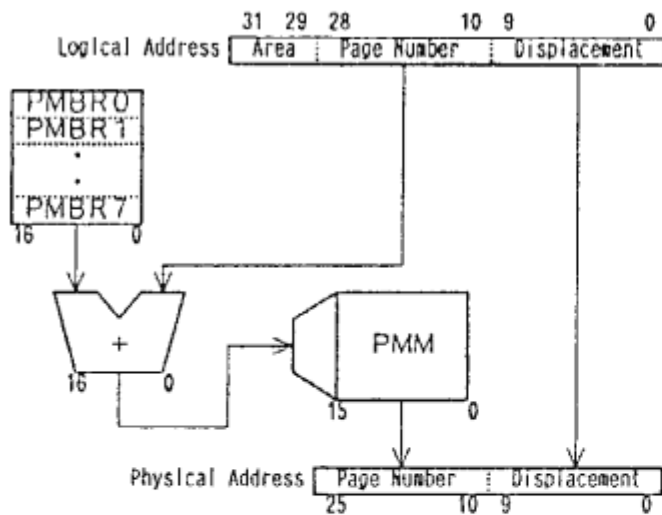 31 29 28 10 9 0
Logical Address Area Page Number Displacement
PMBR0
PMBR1
PMBR7
16 0
+
PMM
16 0
15 0
Physical Address Page Number Displacement
25 10 9 0